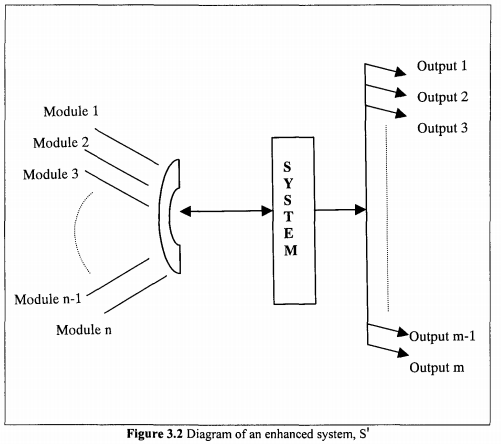 Module 1
Module 2
Module 3
Module n-1
Module n
SYSTEM
Output 1
Output 2
Output 3
Output m-1
Output m
Figure 3.2 Diagram of an enhanced system, S'